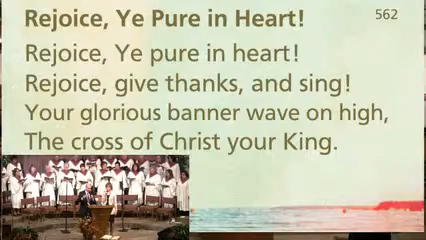 Rejoice, Ye Pure in Heart!
562
Rejoice, Ye pure in heart!
Rejoice, give thanks, and sing!
Your glorious banner wave on high,
The cross of Christ your King.